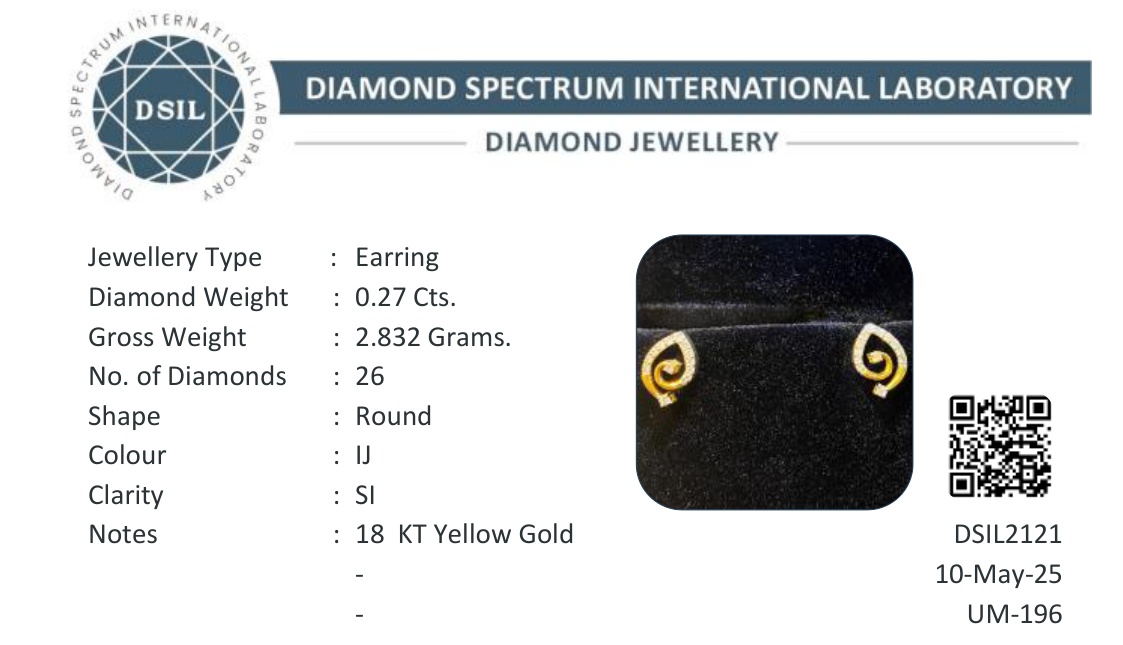 DIAMOND SPECTRUM INTERNATIONAL LABORATORY
DSIL
DIAMOND SPECTRUM INTERNATIONAL LABORATORY
DIAMOND JEWELLERY
Jewellery Type : Earring
Diamond Weight : 0.27 Cts.
Gross Weight : 2.832 Grams.
No. of Diamonds : 26
Shape : Round
Colour : IJ
Clarity : SI
Notes : 18 KT Yellow Gold
-
-
DSIL2121
10-May-25
UM-196